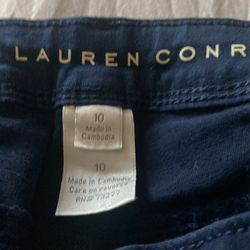 LAUREN CONR
10
Made in
Cambodia
10
Made in Cambodia
Care on reverse
RN# 73277